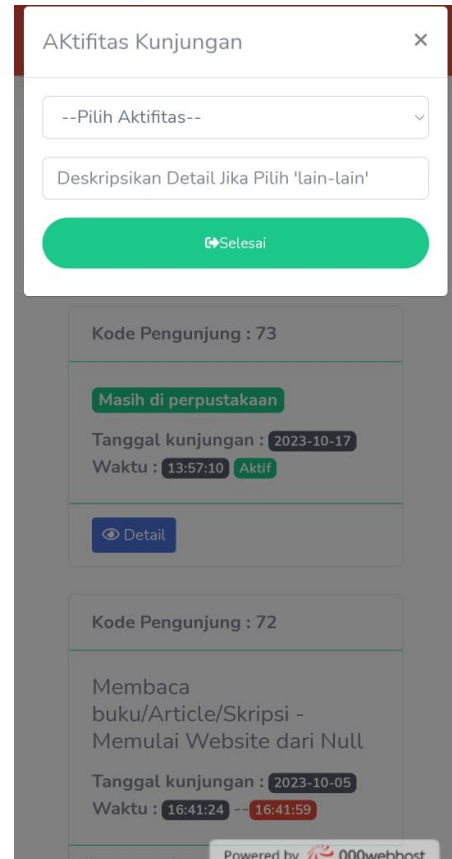 AKtifitas Kunjungan ×
--Pilih Aktifitas--
Deskripsikan Detail Jika Pilih 'lain-lain'
Selesai
Kode Pengunjung : 73
Masih di perpustakaan
Tanggal kunjungan : 2023-10-17
Waktu : 13:57:10 Aktif
Detail
Kode Pengunjung : 72
Membaca
buku/Article/Skripsi -
Memulai Website dari Null
Tanggal kunjungan : 2023-10-05
Waktu : 16:41:24 --16:41:59
Powered by 000webhost